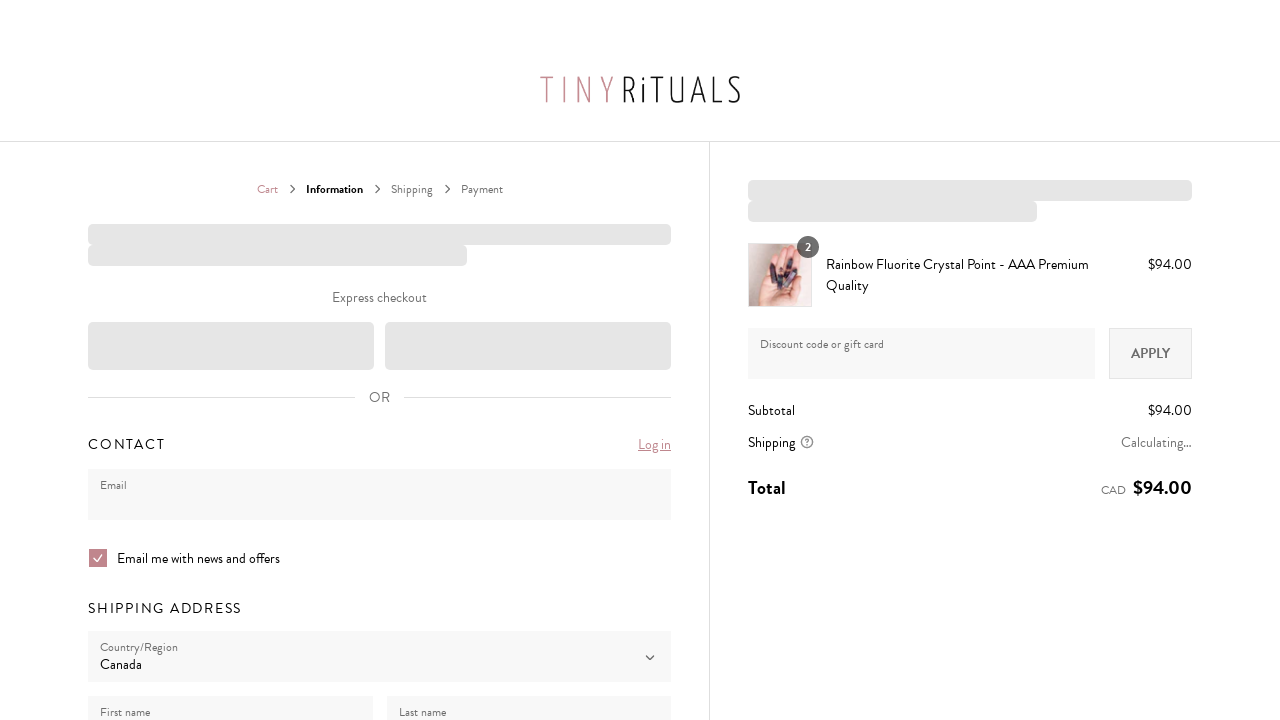 TINY RiTUALS
Cart
Information
Shipping
Payment
Express checkout
OR
CONTACT
Log in
Email
Email me with news and offers
SHIPPING ADDRESS
Country/Region
Canada
First name
Last name
2
Rainbow Fluorite Crystal Point - AAA Premium
Quality
$94.00
Discount code or gift card
APPLY
Subtotal
$94.00
Shipping
Calculating...
Total
CAD $94.00